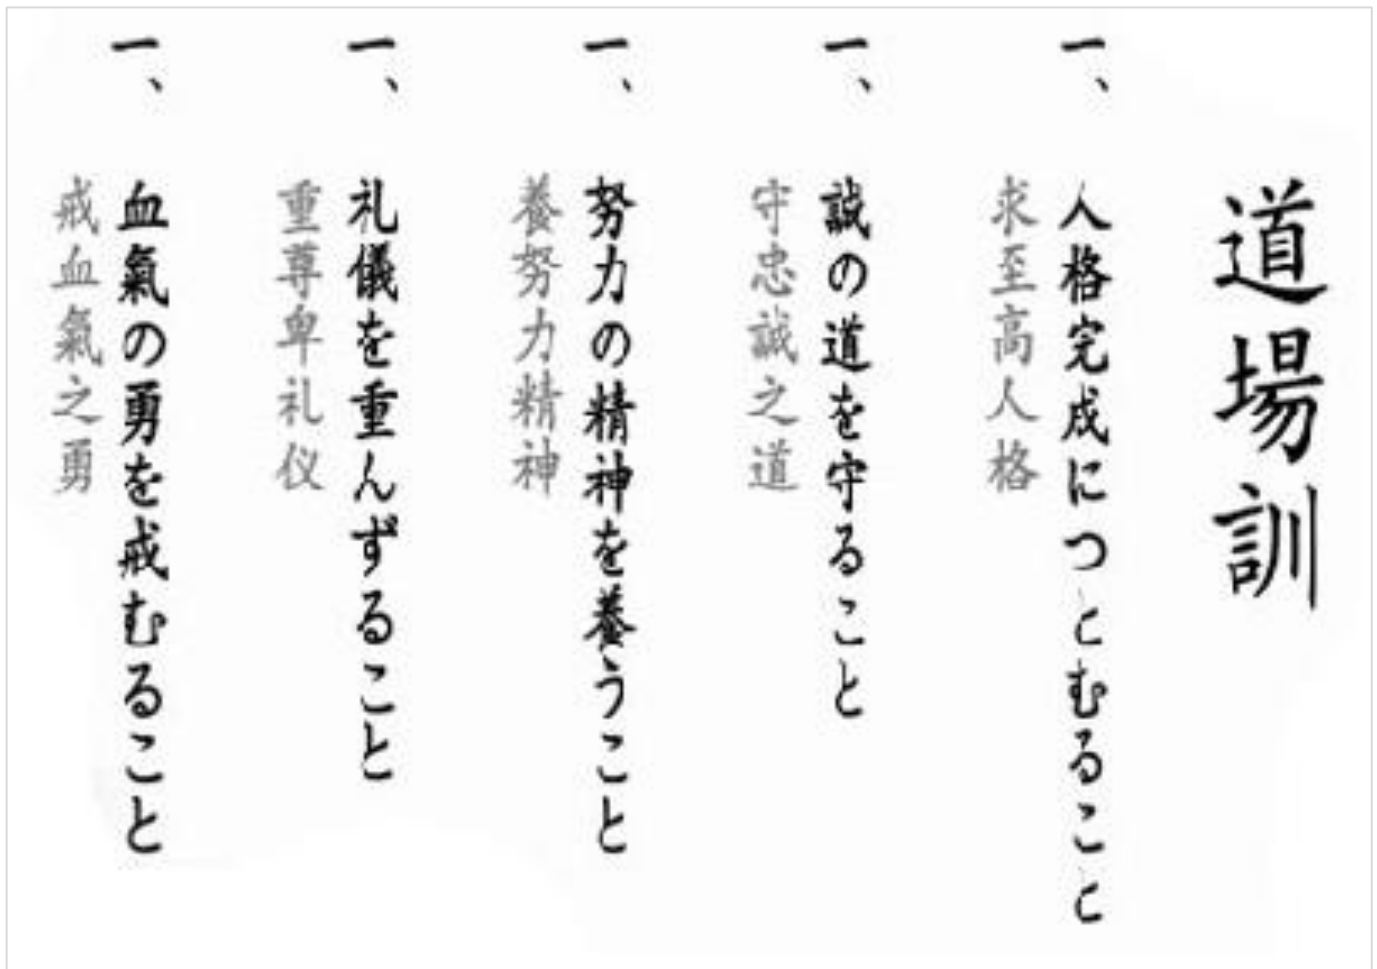 道場訓
一、人格完成につとむること
求至高人格
一、誠の道を守ること
守忠誠之道
一、努力の精神を養うこと
養努力精神
一、礼儀を重んずること
重尊卑礼仪
一、血氣の勇を戒むること
戒血氣之勇